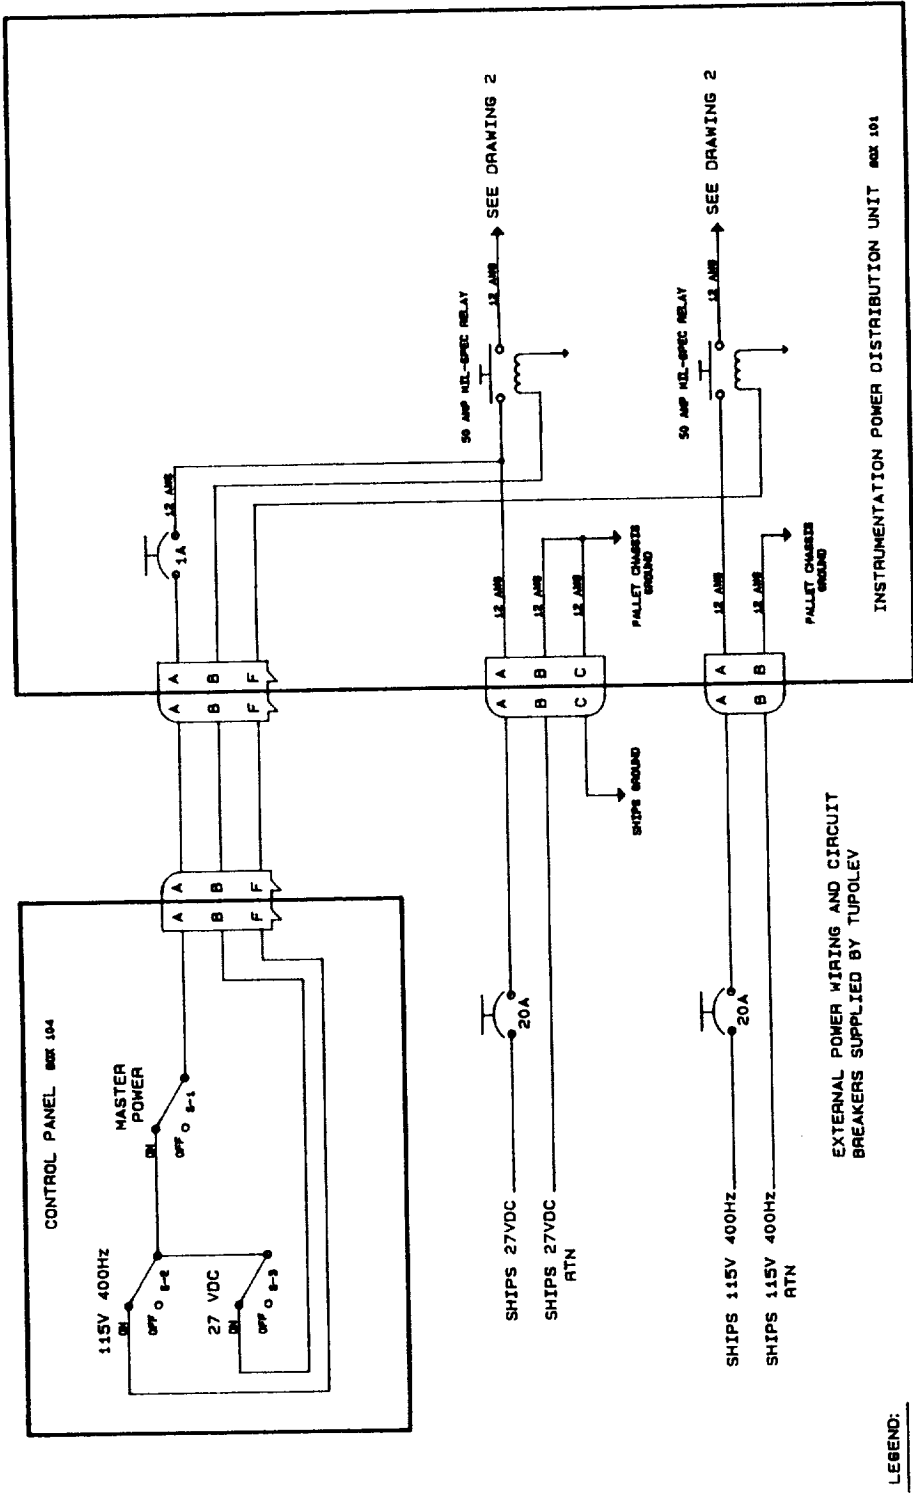 CONTROL PANEL BOX 104
MASTER
POWER
ON
OFF
S-1
115V 400Hz
ON
OFF
S-2
27 VDC
ON
OFF
S-3
A A
B B
F F
A A
B B
F F
1A
12 AWG
50 AMP MIL-SPEC RELAY
12 AWG
SEE DRAWING 2
SHIPS 27VDC
20A
A A
12 AWG
SHIPS 27VDC
RTN
B B
12 AWG
C C
12 AWG
SHIPS GROUND
PALLET CHASSIS
GROUND
50 AMP MIL-SPEC RELAY
12 AWG
SEE DRAWING 2
SHIPS 115V 400Hz
20A
A A
12 AWG
SHIPS 115V 400Hz
RTN
B B
12 AWG
PALLET CHASSIS
GROUND
EXTERNAL POWER WIRING AND CIRCUIT
BREAKERS SUPPLIED BY TUPOLEV
INSTRUMENTATION POWER DISTRIBUTION UNIT BOX 101
LEGEND: